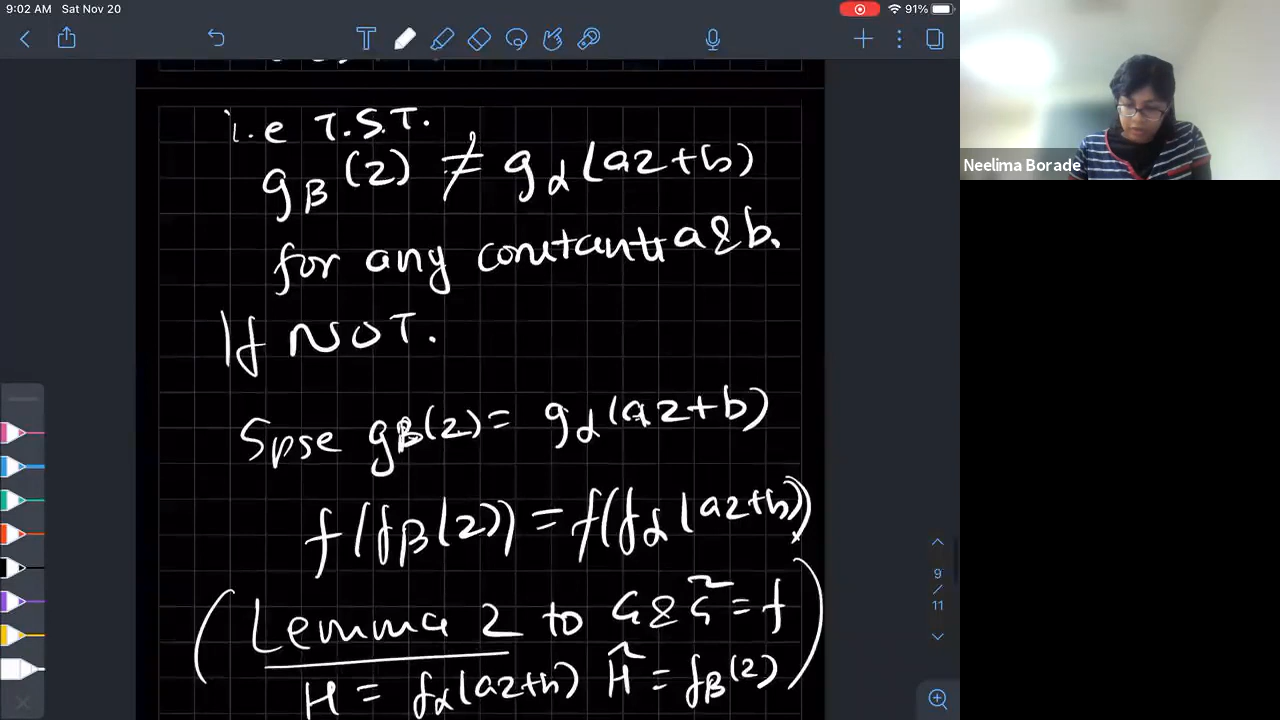 9:02 AM Sat Nov 20
91%
i.e T.S.T.
gβ(z) ≠ gα(az+b)
for any constants a & b.
If NOT.
Spse gβ(z) = gα(az+b)
f(fβ(z)) = f(fα(az+b))
(Lemma 2 to G & G̃ = f
H = fα(az+b) H̃ = fβ(z))
9
/
11
Neelima Borade